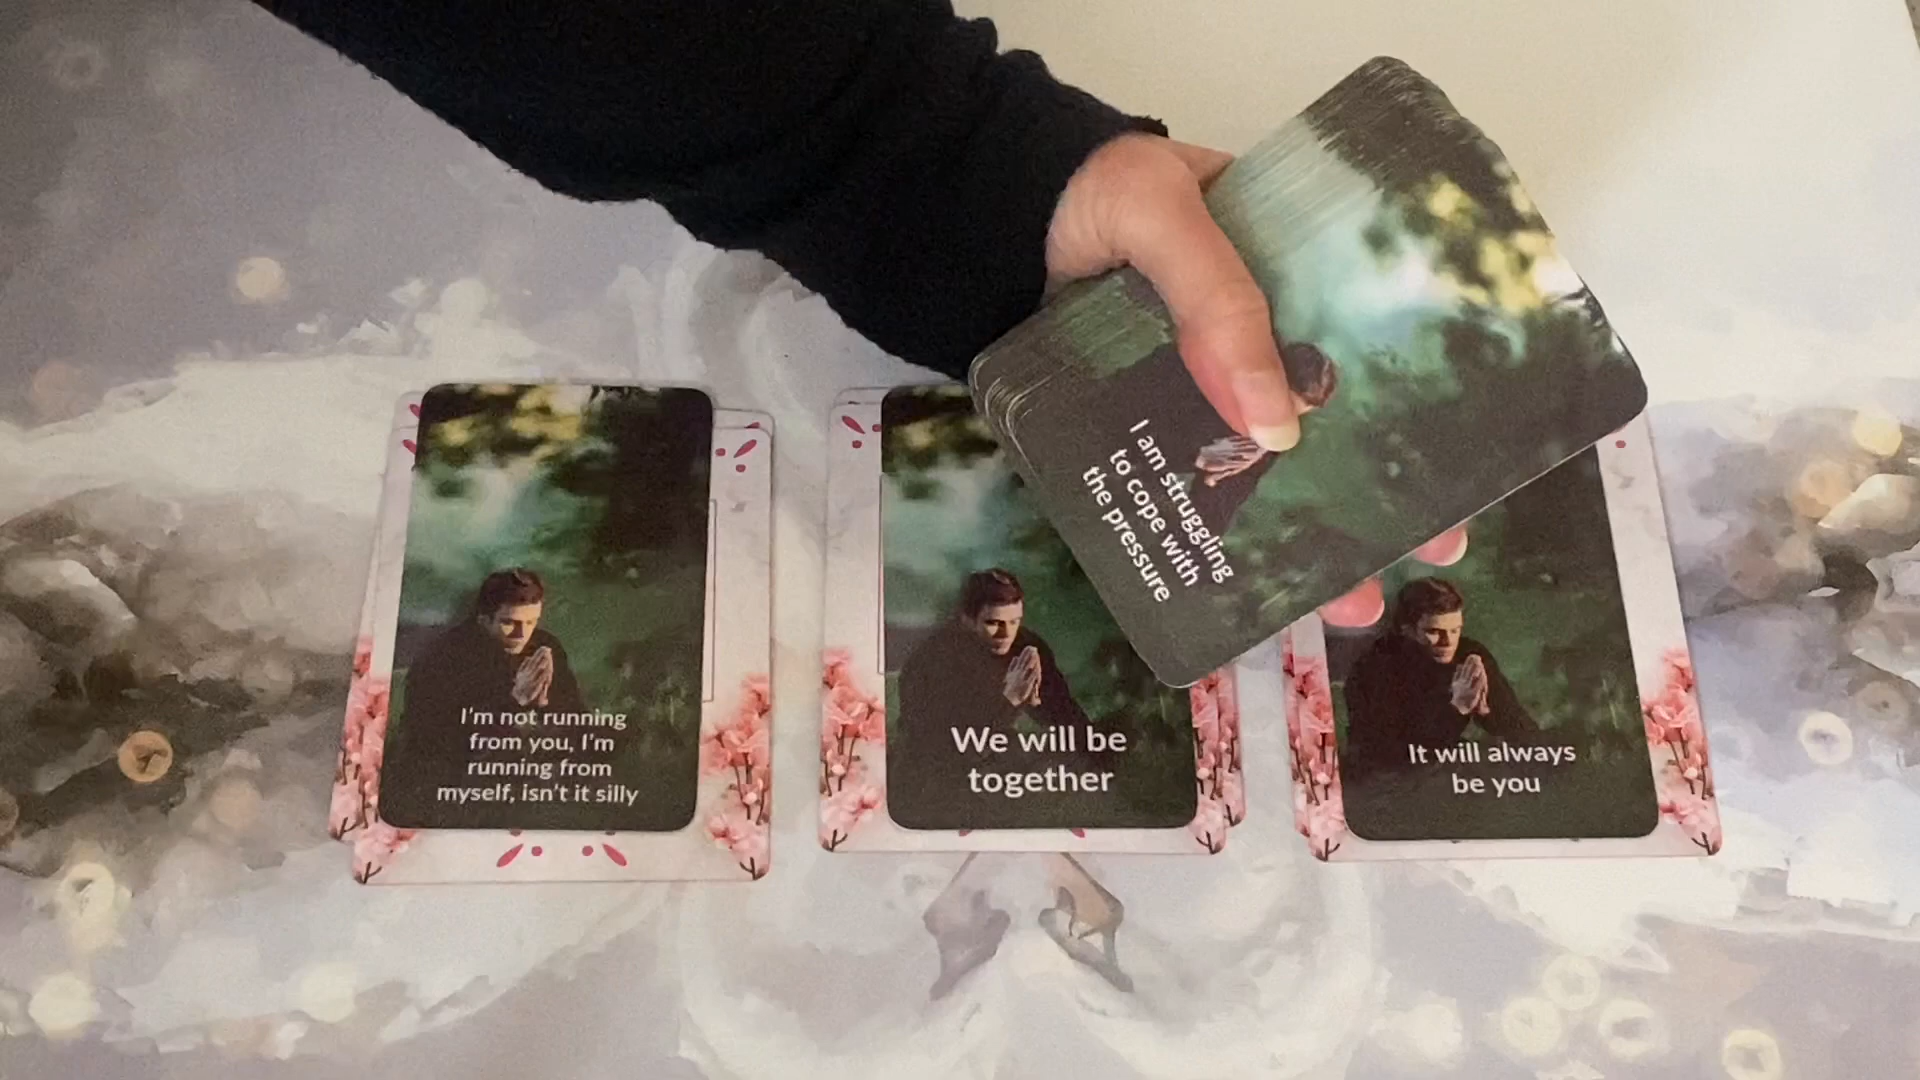 I'm not running
from you, I'm
running from
myself, isn't it silly
We will be
together
I am struggling
to cope with
the pressure
It will always
be you